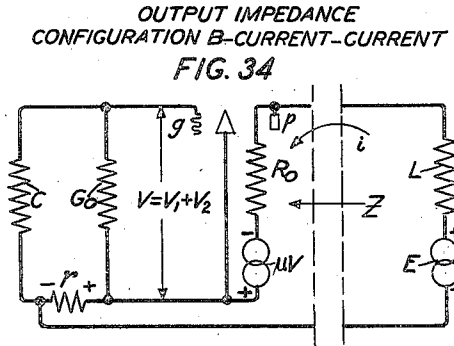 OUTPUT IMPEDANCE
CONFIGURATION B-CURRENT-CURRENT
FIG. 34
g
p
i
C
G₀
V=V₁+V₂
R₀
L
Z
- r +
-
μV
+
+
E
-